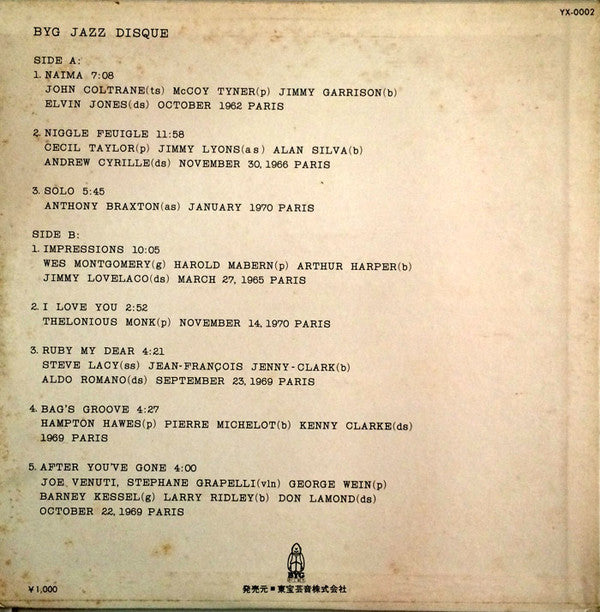 YX-0002
BYG JAZZ DISQUE
SIDE A:
1. NAIMA 7:08
JOHN COLTRANE(ts) McCOY TYNER(p) JIMMY GARRISON(b)
ELVIN JONES(ds) OCTOBER 1962 PARIS
2. NIGGLE FEUIGLE 11:58
CECIL TAYLOR(p) JIMMY LYONS(as) ALAN SILVA(b)
ANDREW CYRILLE(ds) NOVEMBER 30, 1966 PARIS
3. SOLO 5:45
ANTHONY BRAXTON(as) JANUARY 1970 PARIS
SIDE B:
1. IMPRESSIONS 10:05
WES MONTGOMERY(g) HAROLD MABERN(p) ARTHUR HARPER(b)
JIMMY LOVELACO(ds) MARCH 27, 1965 PARIS
2. I LOVE YOU 2:52
THELONIOUS MONK(p) NOVEMBER 14, 1970 PARIS
3. RUBY MY DEAR 4:21
STEVE LACY(ss) JEAN-FRANÇOIS JENNY-CLARK(b)
ALDO ROMANO(ds) SEPTEMBER 23, 1969 PARIS
4. BAG'S GROOVE 4:27
HAMPTON HAWES(p) PIERRE MICHELOT(b) KENNY CLARKE(ds)
1969 PARIS
5. AFTER YOU'VE GONE 4:00
JOE VENUTI, STEPHANE GRAPELLI(vln) GEORGE WEIN(p)
BARNEY KESSEL(g) LARRY RIDLEY(b) DON LAMOND(ds)
OCTOBER 22, 1969 PARIS
BYG
¥1,000
発売元■東宝芸音株式会社